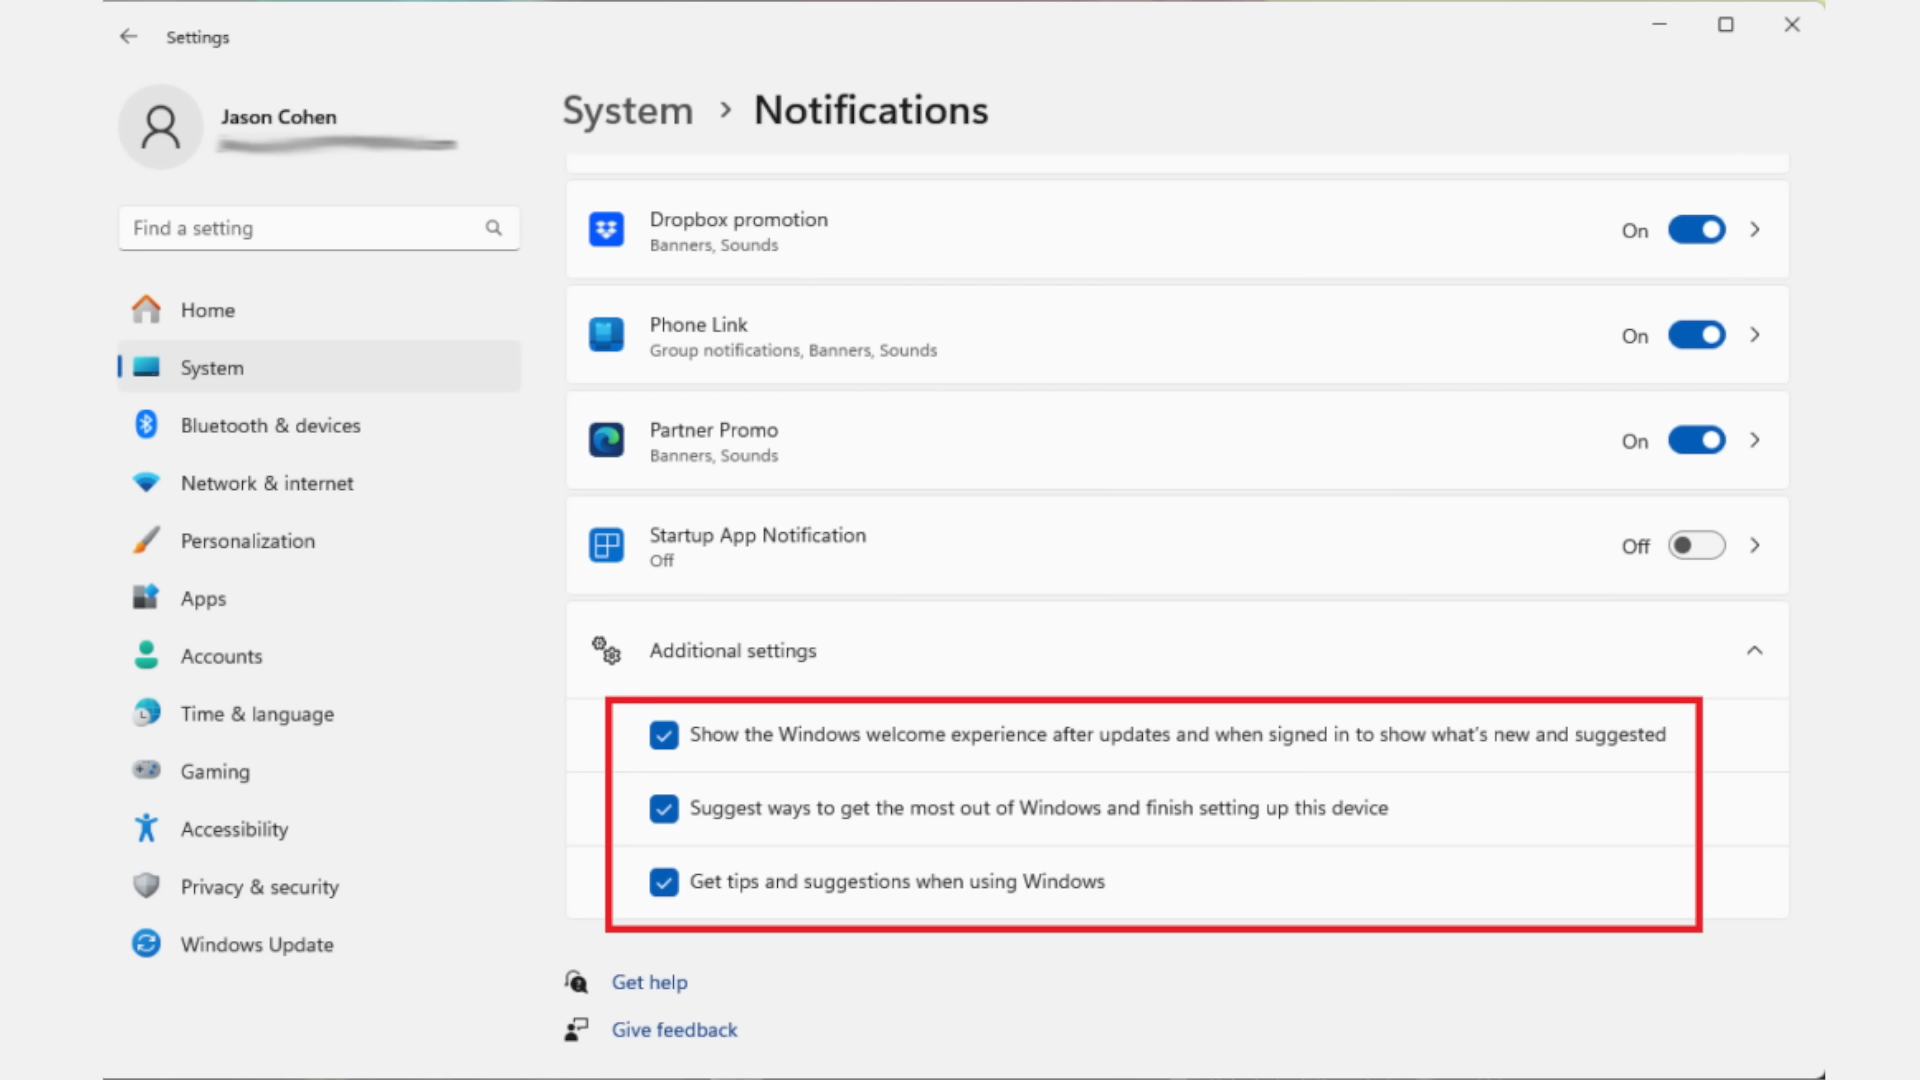 Settings
Jason Cohen
Find a setting
Home
System
Bluetooth & devices
Network & internet
Personalization
Apps
Accounts
Time & language
Gaming
Accessibility
Privacy & security
Windows Update
System > Notifications
Dropbox promotion
Banners, Sounds
On
Phone Link
Group notifications, Banners, Sounds
On
Partner Promo
Banners, Sounds
On
Startup App Notification
Off
Off
Additional settings
Show the Windows welcome experience after updates and when signed in to show what's new and suggested
Suggest ways to get the most out of Windows and finish setting up this device
Get tips and suggestions when using Windows
Get help
Give feedback